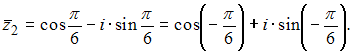 z̄₂ = cos π/6 − i · sin π/6 = cos(−π/6) + i · sin(−π/6).